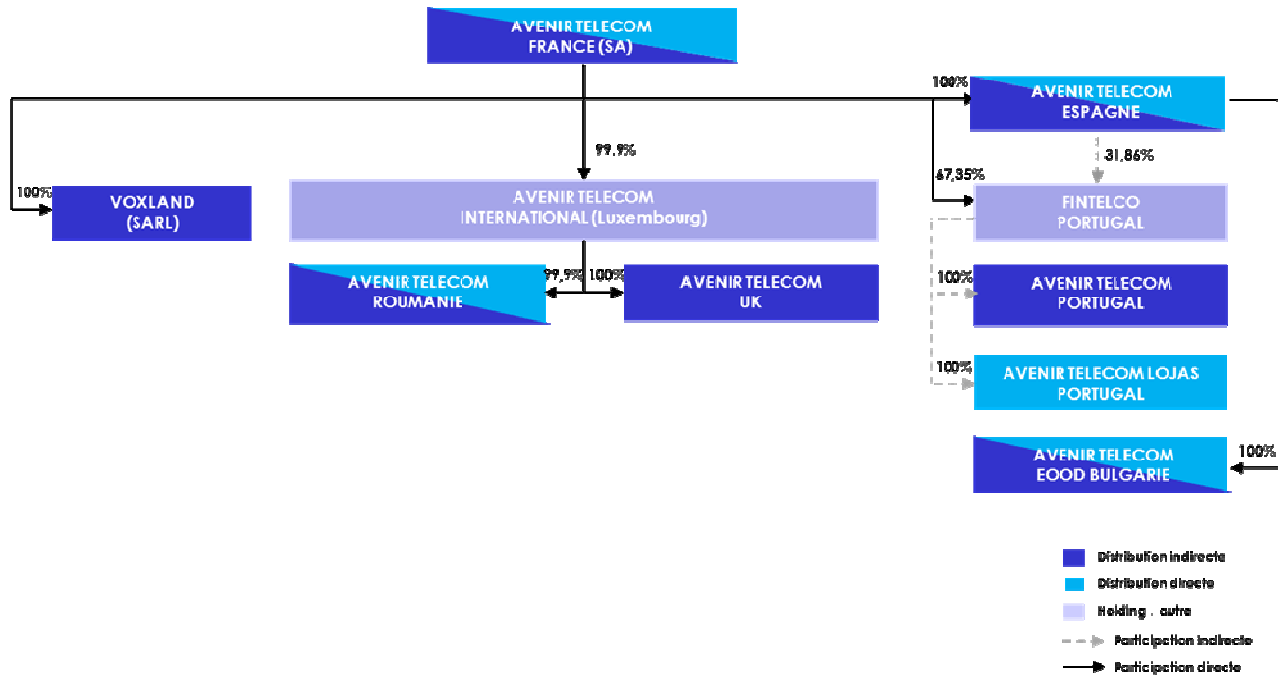 AVENIR TELECOM
FRANCE (SA)
100%
AVENIR TELECOM
ESPAGNE
99,9%
31,86%
67,35%
100%
VOXLAND
(SARL)
AVENIR TELECOM
INTERNATIONAL (Luxembourg)
FINTELCO
PORTUGAL
AVENIR TELECOM
ROUMANIE
99,9%
100%
AVENIR TELECOM
UK
100%
AVENIR TELECOM
PORTUGAL
100%
AVENIR TELECOM LOJAS
PORTUGAL
AVENIR TELECOM
EOOD BULGARIE
100%
Distribution indirecte
Distribution directe
Holding . autre
Participation indirecte
Participation directe